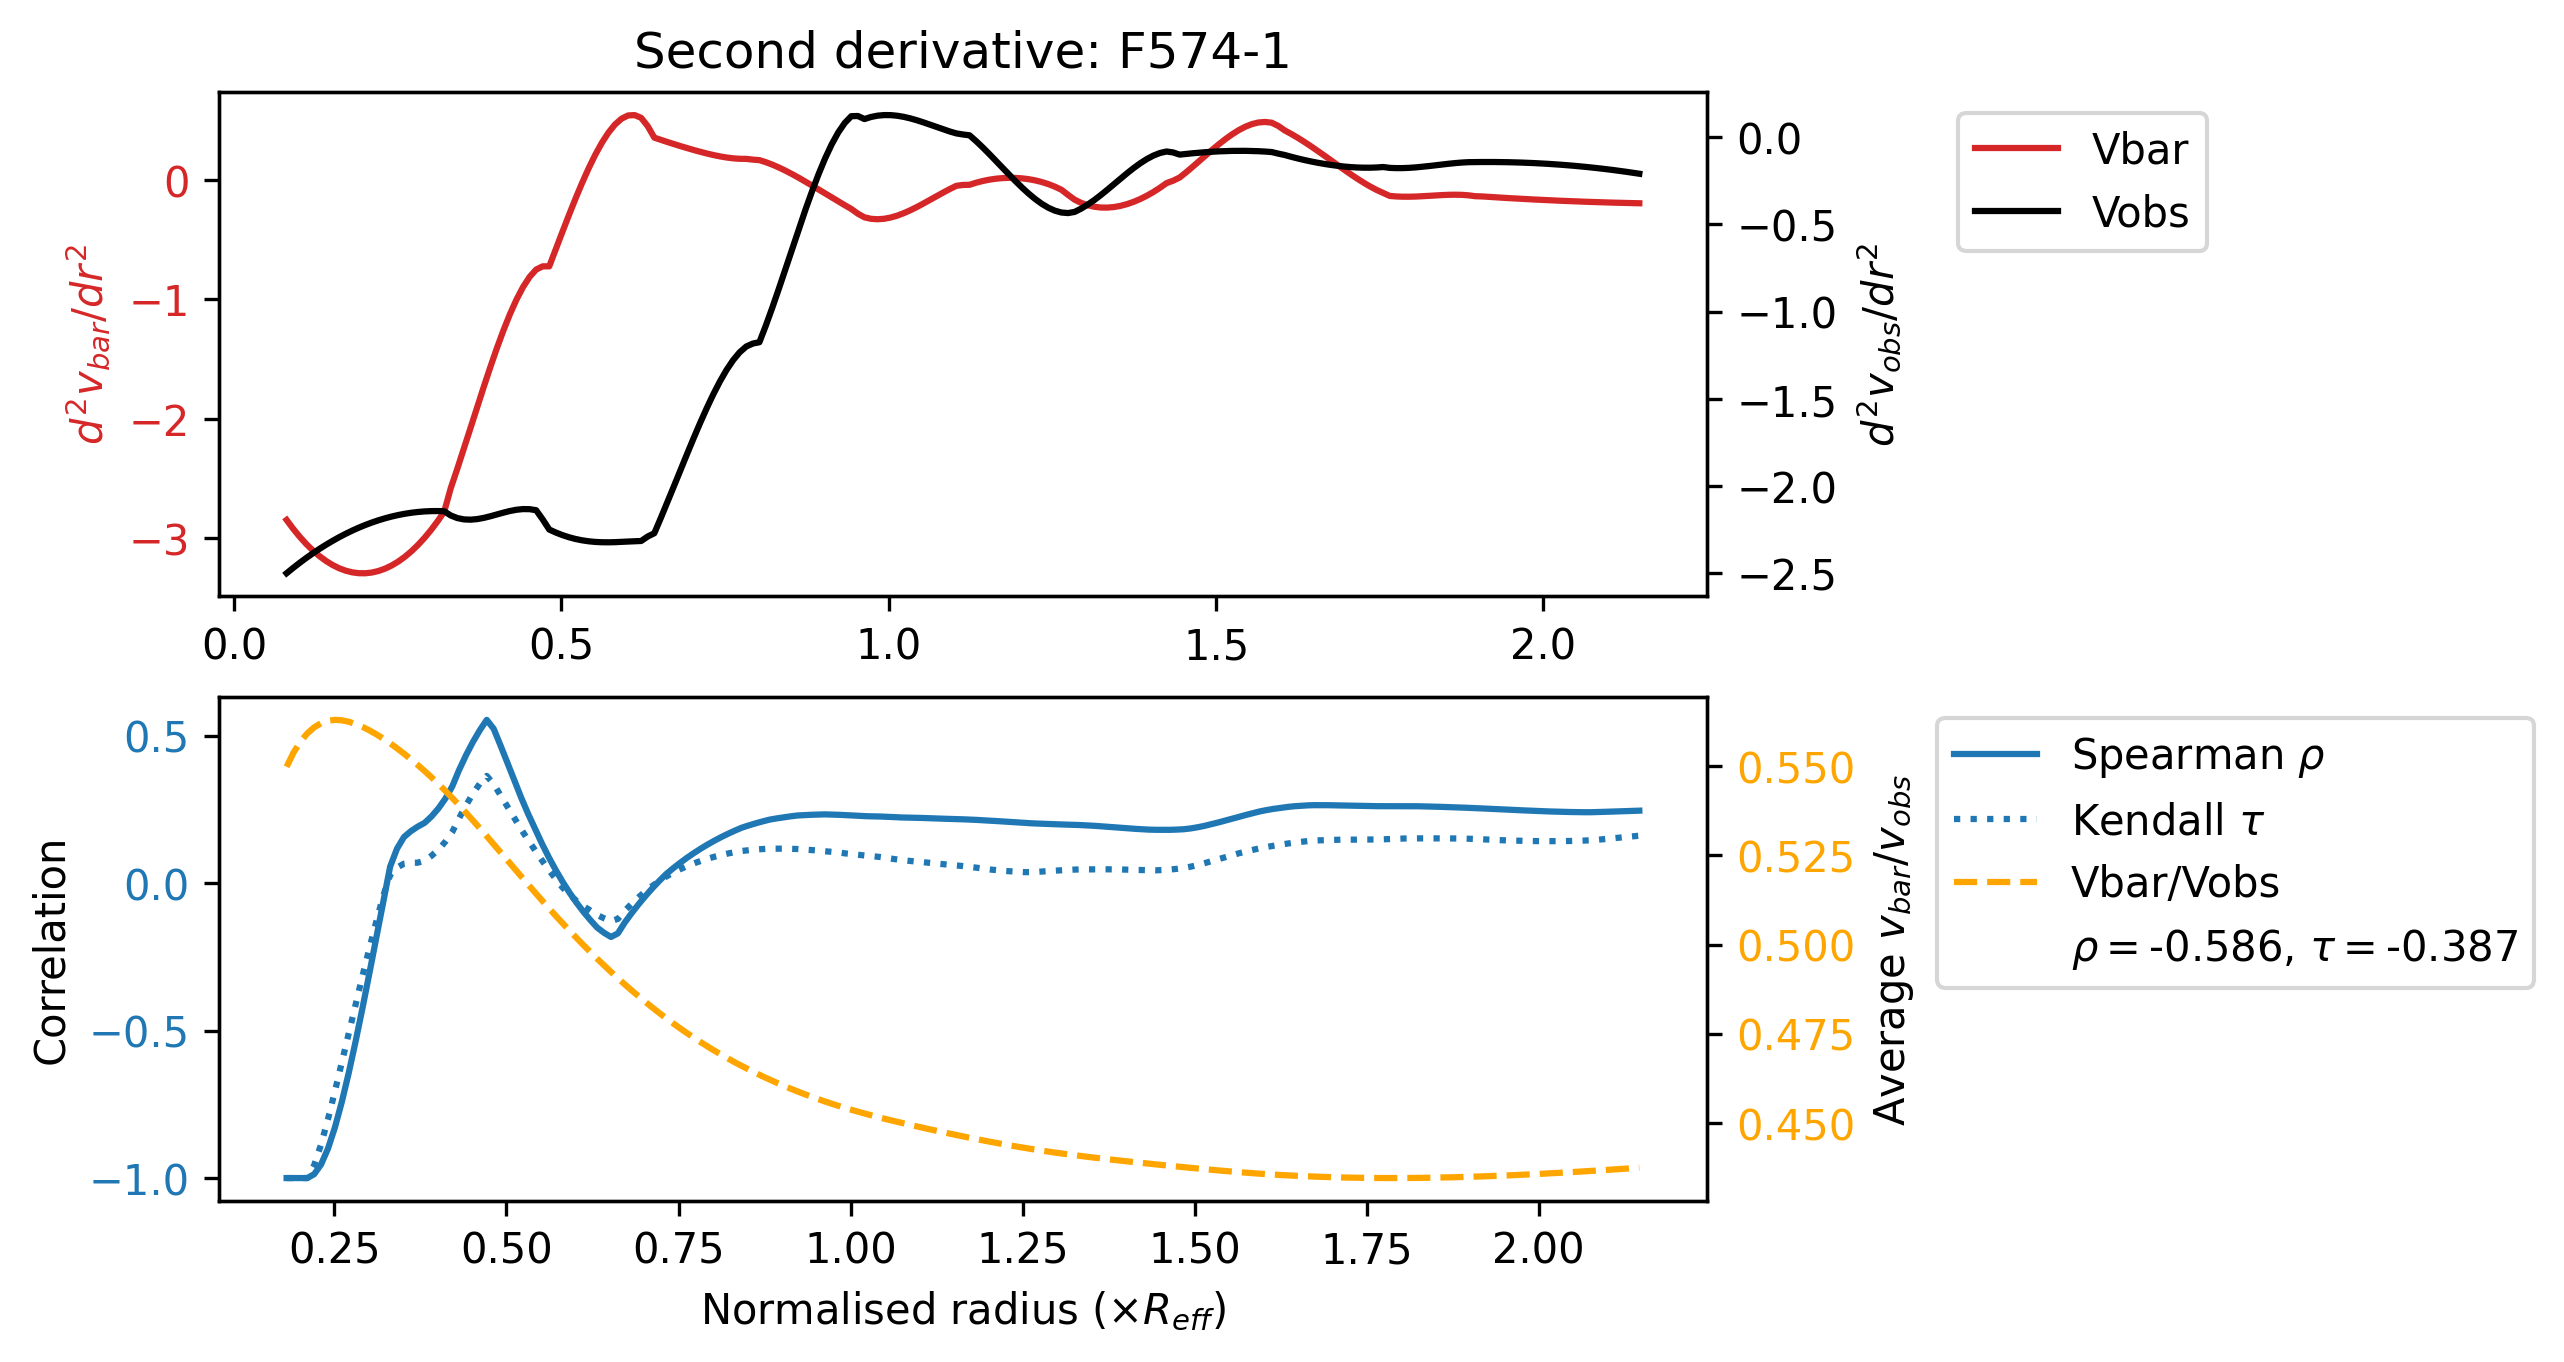 Second derivative: F574-1
d²v_bar/dr²
0
−1
−2
−3
0.0
−0.5
−1.0
−1.5
−2.0
−2.5
d²v_obs/dr²
Vbar
Vobs
0.0 0.5 1.0 1.5 2.0
Correlation
0.5
0.0
−0.5
−1.0
0.550
0.525
0.500
0.475
0.450
Average v_bar/v_obs
Spearman ρ
Kendall τ
Vbar/Vobs
ρ = -0.586, τ = -0.387
0.25 0.50 0.75 1.00 1.25 1.50 1.75 2.00
Normalised radius (×R_eff)